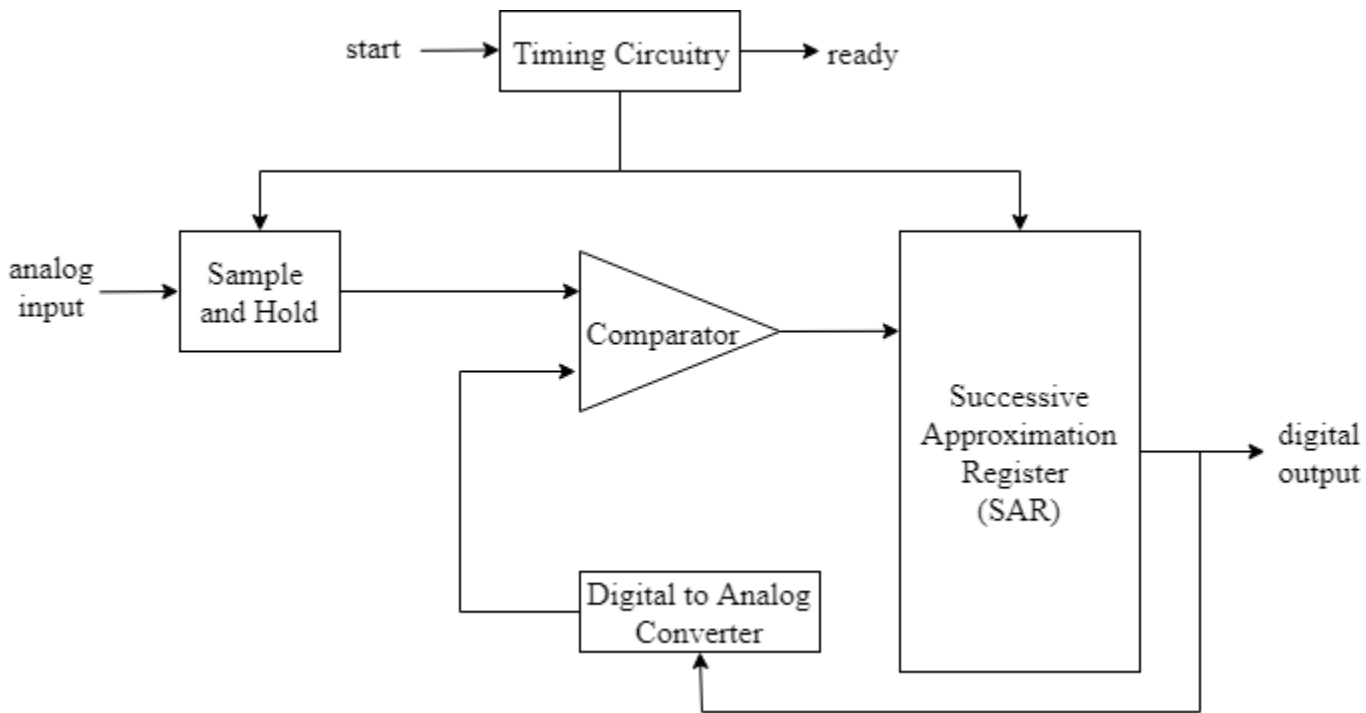 start
Timing Circuitry
ready
analog
input
Sample
and Hold
Comparator
Successive
Approximation
Register
(SAR)
digital
output
Digital to Analog
Converter